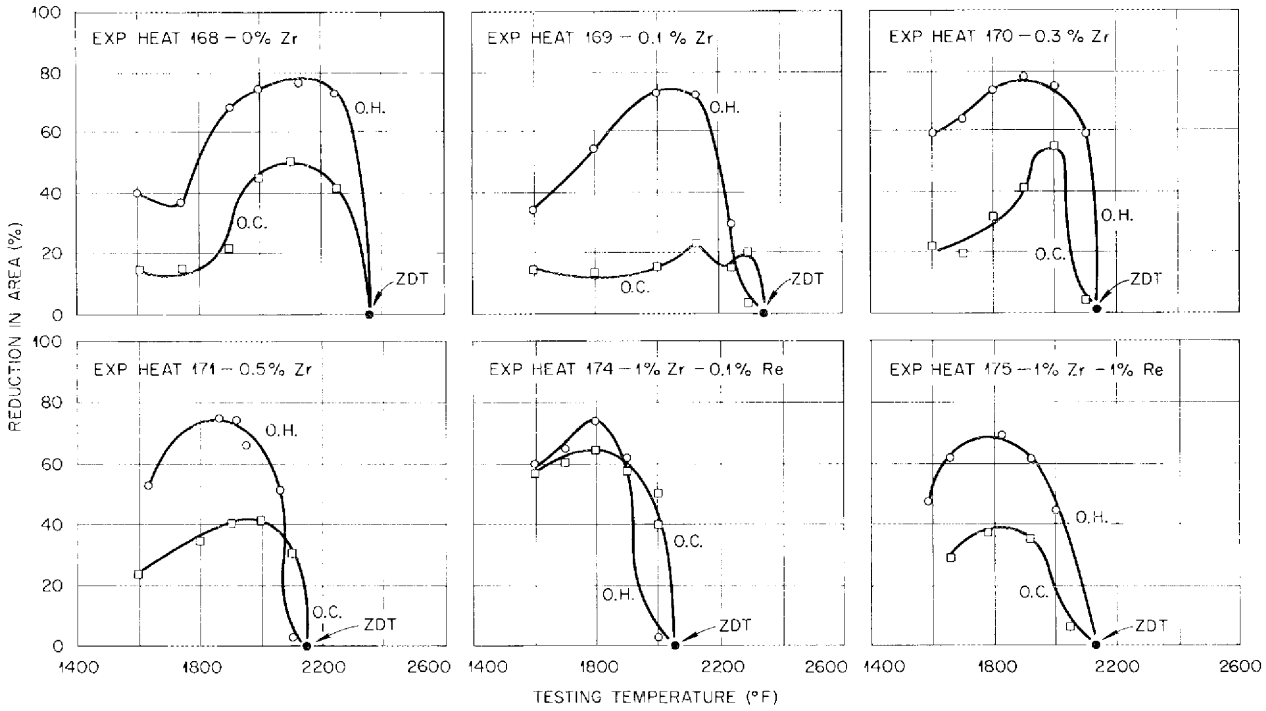 REDUCTION IN AREA (%)
100
80
60
40
20
0
EXP HEAT 168 – 0% Zr
O.H.
O.C.
ZDT
EXP HEAT 169 – 0.1 % Zr
O.H.
O.C.
ZDT
EXP HEAT 170 – 0.3 % Zr
O.H.
O.C.
ZDT
100
80
60
40
20
0
EXP HEAT 171 – 0.5% Zr
O.H.
O.C.
ZDT
EXP HEAT 174 – 1% Zr – 0.1% Re
O.C.
O.H.
ZDT
EXP HEAT 175 – 1% Zr – 1% Re
O.H.
O.C.
ZDT
1400 1800 2200 2600 1400 1800 2200 2600 1400 1800 2200 2600
TESTING TEMPERATURE (°F)